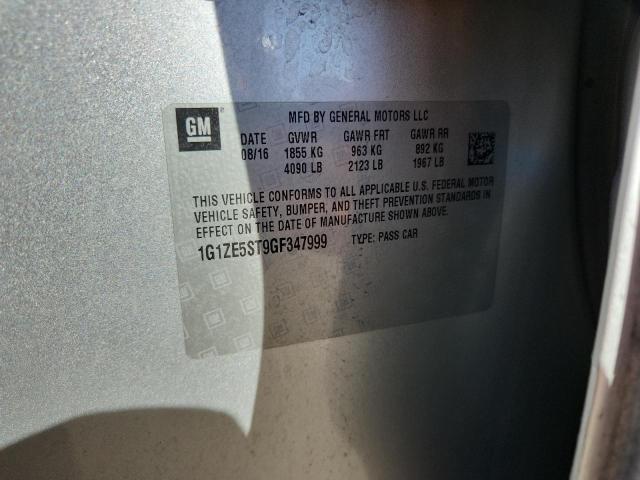 GM
MFD BY GENERAL MOTORS LLC
DATE GVWR GAWR FRT GAWR RR
08/16 1855 KG 963 KG 892 KG
4090 LB 2123 LB 1967 LB
THIS VEHICLE CONFORMS TO ALL APPLICABLE U.S. FEDERAL MOTOR
VEHICLE SAFETY, BUMPER, AND THEFT PREVENTION STANDARDS IN
EFFECT ON THE DATE OF MANUFACTURE SHOWN ABOVE.
1G1ZE5ST9GF347999 TYPE: PASS CAR